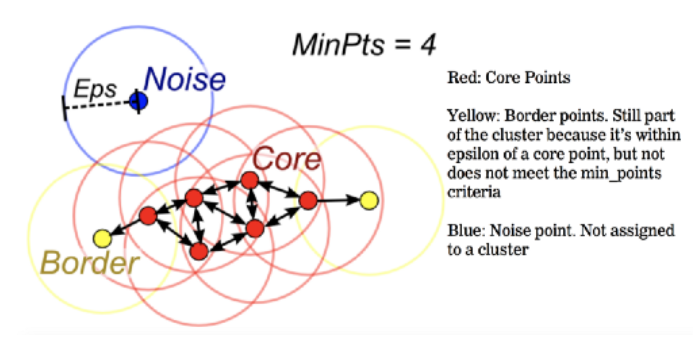 MinPts = 4
Eps
Noise
Core
Border
Red: Core Points
Yellow: Border points. Still part
of the cluster because it's within
epsilon of a core point, but not
does not meet the min_points
criteria
Blue: Noise point. Not assigned
to a cluster